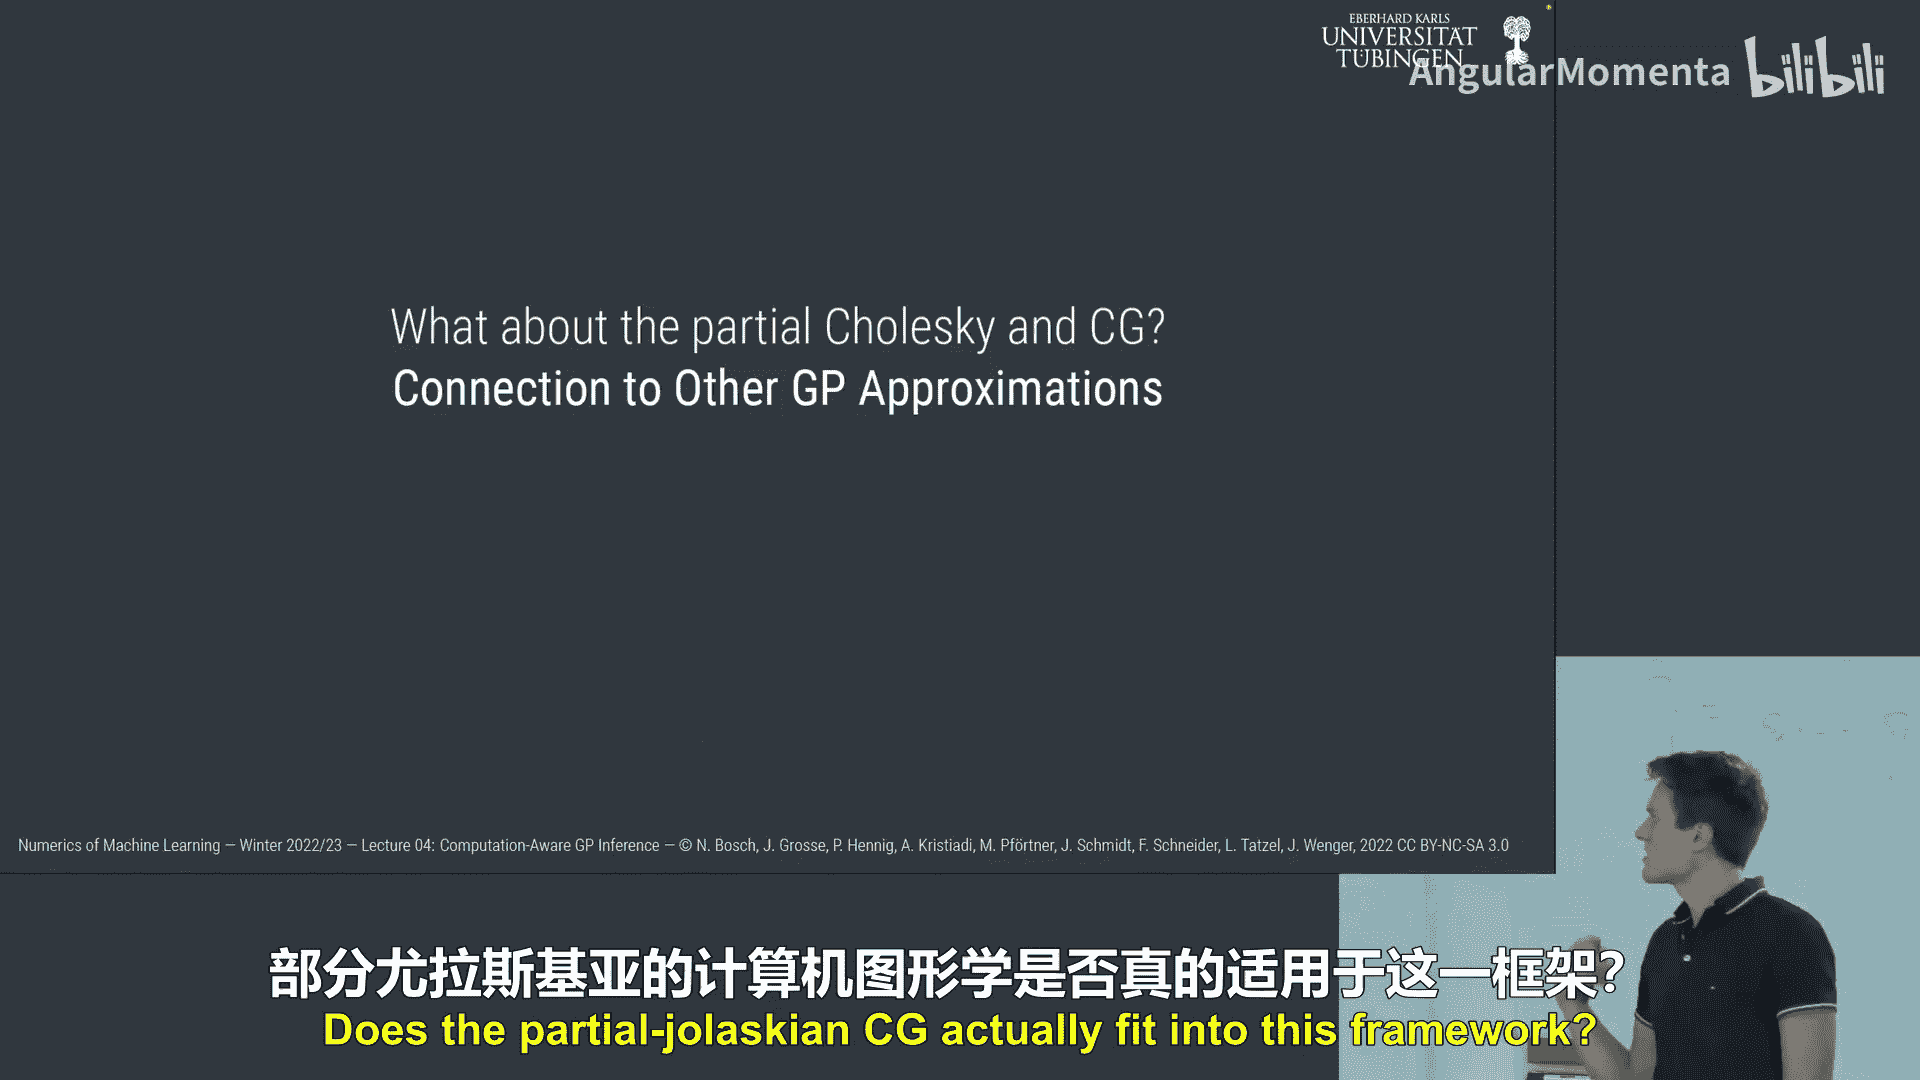 EBERHARD KARLS
UNIVERSITÄT
TÜBINGEN
AngularMomenta bilibili
What about the partial Cholesky and CG?
Connection to Other GP Approximations
Numerics of Machine Learning — Winter 2022/23 — Lecture 04: Computation-Aware GP Inference — © N. Bosch, J. Grosse, P. Hennig, A. Kristiadi, M. Pförtner, J. Schmidt, F. Schneider, L. Tatzel, J. Wenger, 2022 CC BY-NC-SA 3.0
部分尤拉斯基亚的计算机图形学是否真的适用于这一框架？
Does the partial-jolaskian CG actually fit into this framework?